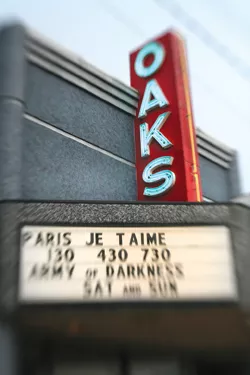 OAKS
PARIS JE TAIME
130 430 730
ARMY OF DARKNESS
SAT AND SUN